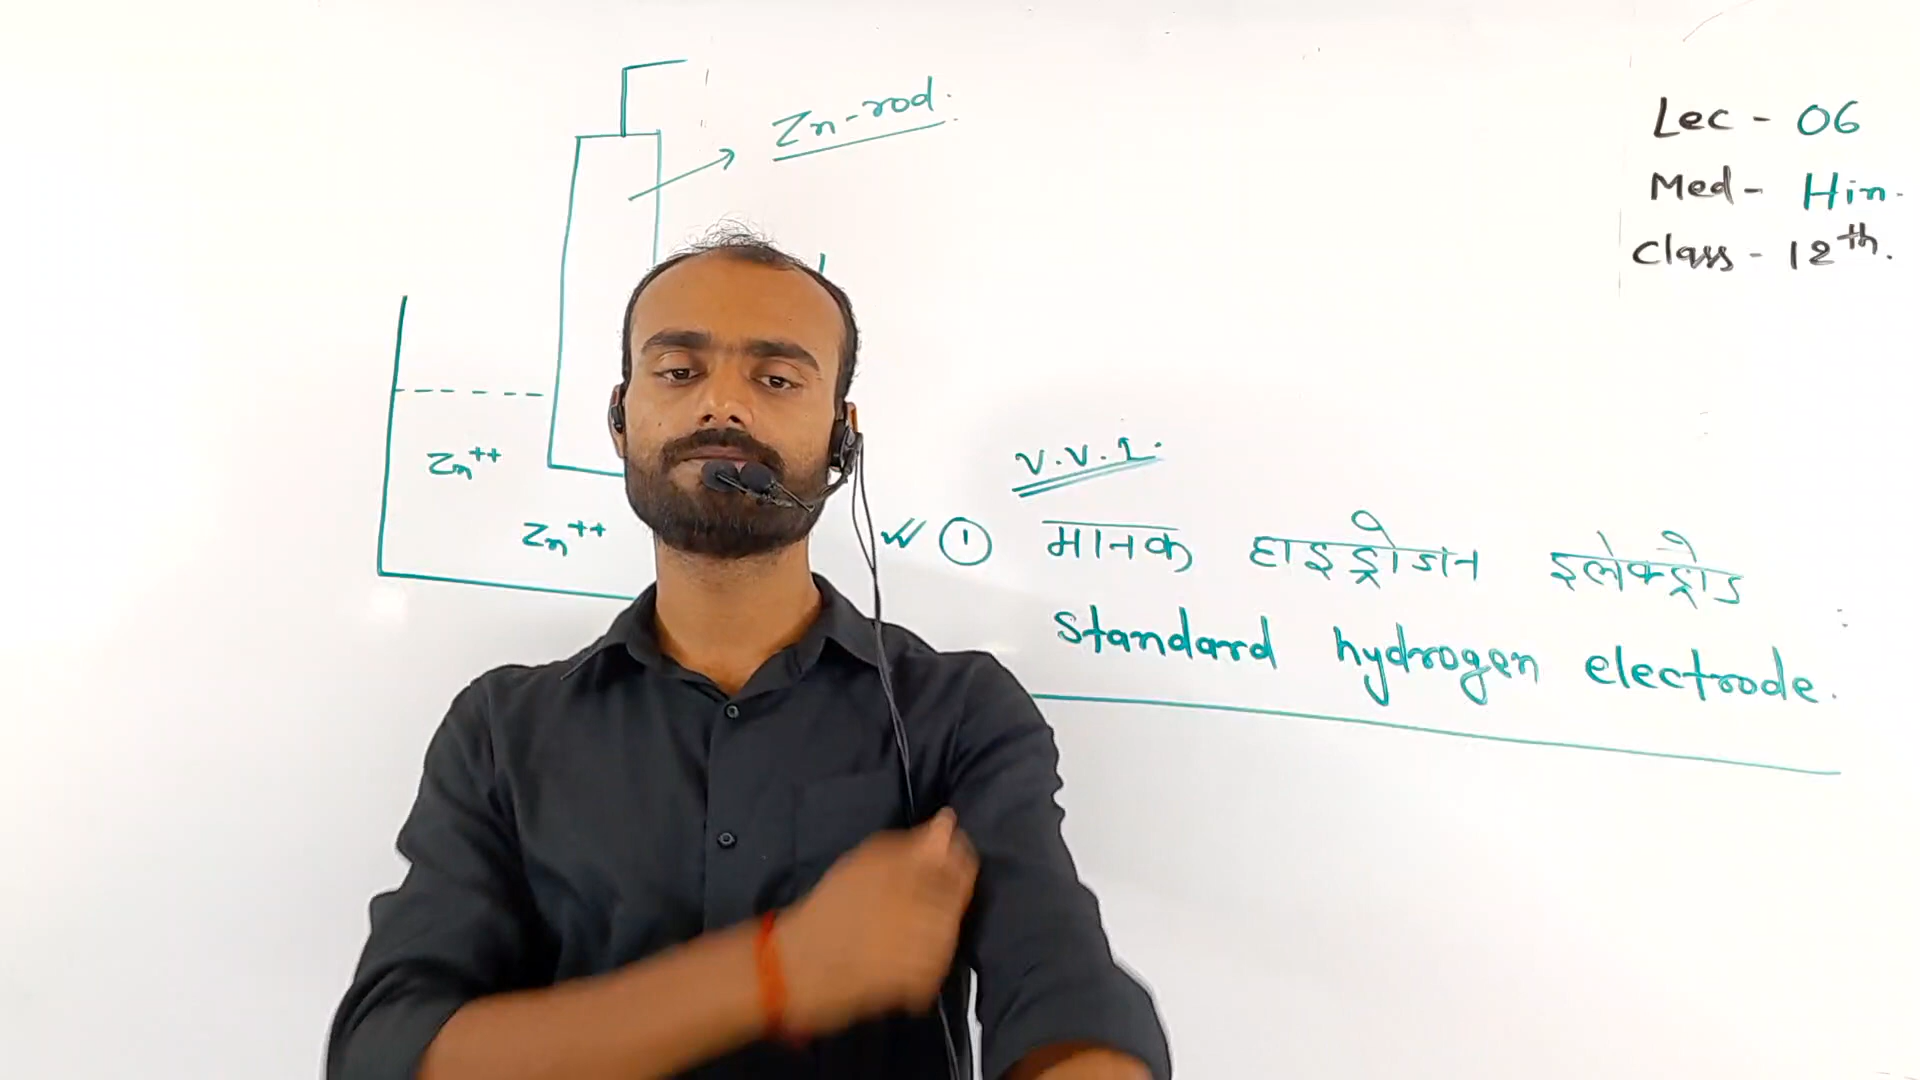 Zn-rod.
Lec - 06
Med - Hin.
Class - 12th.
Zn++
Zn++
V.V.I.
① मानक हाइड्रोजन इलेक्ट्रोड
Standard hydrogen electrode.